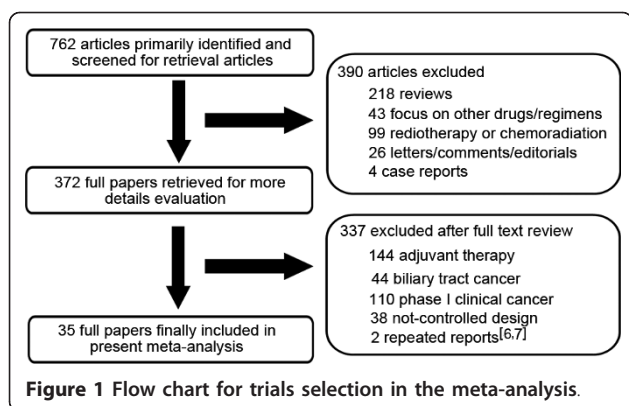 762 articles primarily identified and
screened for retrieval articles
390 articles excluded
218 reviews
43 focus on other drugs/regimens
99 rediotherapy or chemoradiation
26 letters/comments/editorials
4 case reports
372 full papers retrieved for more
details evaluation
337 excluded after full text review
144 adjuvant therapy
44 biliary tract cancer
110 phase I clinical cancer
38 not-controlled design
2 repeated reports[6,7]
35 full papers finally included in
present meta-analysis
Figure 1 Flow chart for trials selection in the meta-analysis.